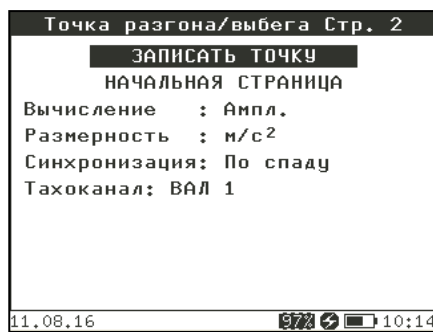 Точка разгона/выбега Стр. 2
ЗАПИСАТЬ ТОЧКУ
НАЧАЛЬНАЯ СТРАНИЦА
Вычисление : Ампл.
Размерность : м/с²
Синхронизация: По спаду
Тахоканал: ВАЛ 1
11.08.16 97% 10:14